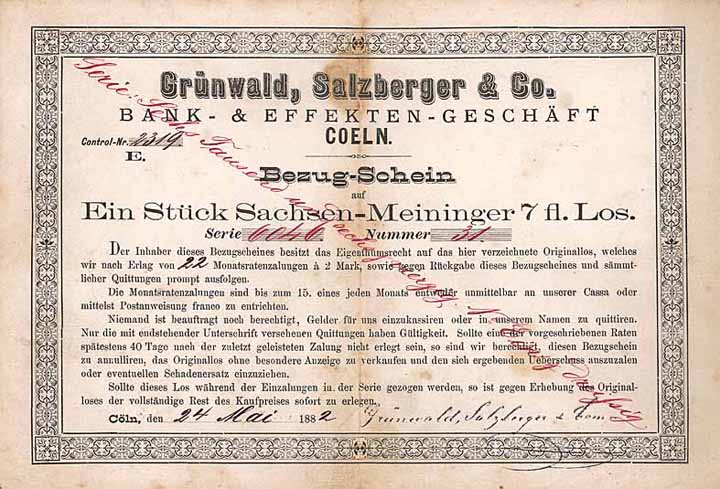 Grünwald, Salzberger & Co.
BANK- & EFFEKTEN-GESCHÄFT
COELN.
Control-Nr. 2319.
E.
Bezug-Schein
auf
Ein Stück Sachsen-Meininger 7 fl. Los.
Serie 6046 Nummer 31.
Der Inhaber dieses Bezugscheines besitzt das Eigenthumsrecht auf das hier verzeichnete Originallos, welches
wir nach Erlag von 22 Monatsratenzalungen à 2 Mark, sowie gegen Rückgabe dieses Bezugscheines und sämmt-
licher Quittungen prompt ausfolgen.
Die Monatsratenzalungen sind bis zum 15. eines jeden Monats entweder unmittelbar an unserer Cassa oder
mittelst Postanweisung franco zu entrichten.
Niemand ist beauftragt noch berechtigt, Gelder für uns einzukassiren oder in unserem Namen zu quittiren.
Nur die mit endstehender Unterschrift versehenen Quittungen haben Gültigkeit. Sollte eine der vorgeschriebenen Raten
spätestens 40 Tage nach der zuletzt geleisteten Zalung nicht erlegt sein, so sind wir berechtigt, diesen Bezugschein
zu annulliren, das Originallos ohne besondere Anzeige zu verkaufen und den sich ergebenden Ueberschuss auszuzalen
oder eventuellen Schadenersatz einzuziehen.
Sollte dieses Los während der Einzalungen in der Serie gezogen werden, so ist gegen Erhebung des Original-
loses der vollständige Rest des Kaufpreises sofort zu erlegen.
Cöln, den 24 Mai 1882 Grünwald, Salzberger & Com
Serie: Sechs Tausend und sechs vierzig N. Einund dreissig